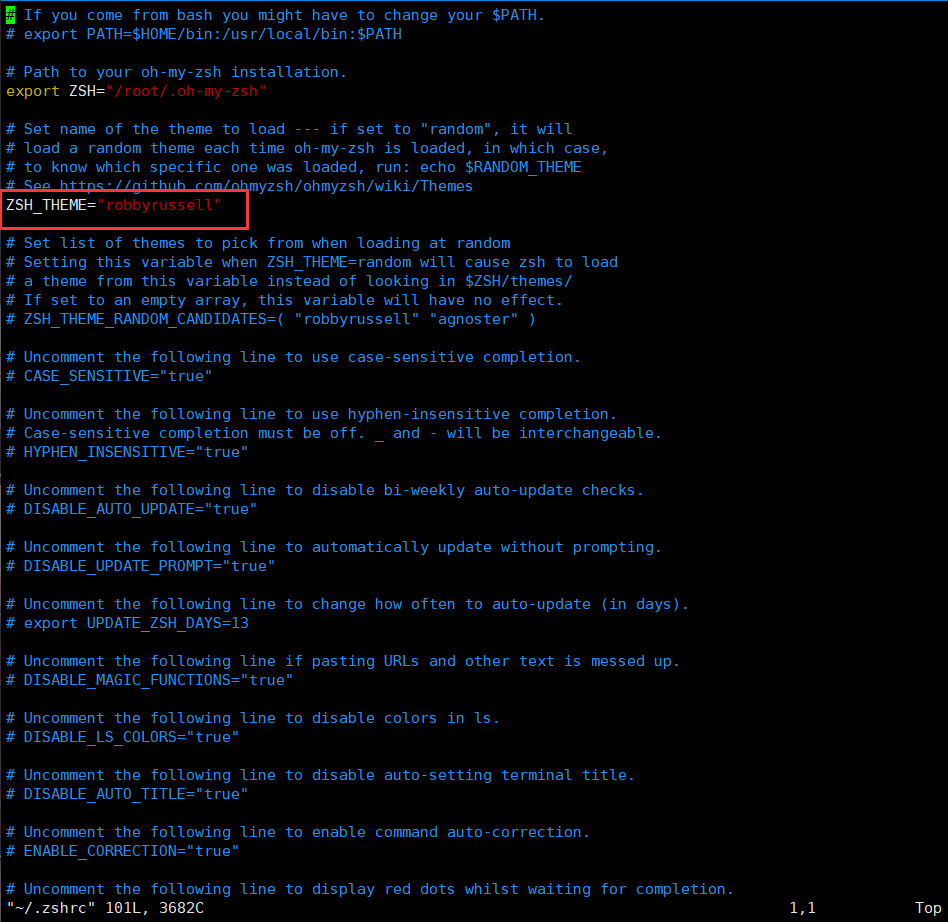 # If you come from bash you might have to change your $PATH.
# export PATH=$HOME/bin:/usr/local/bin:$PATH
# Path to your oh-my-zsh installation.
export ZSH="/root/.oh-my-zsh"
# Set name of the theme to load --- if set to "random", it will
# load a random theme each time oh-my-zsh is loaded, in which case,
# to know which specific one was loaded, run: echo $RANDOM_THEME
# See https://github.com/ohmyzsh/ohmyzsh/wiki/Themes
ZSH_THEME="robbyrussell"
# Set list of themes to pick from when loading at random
# Setting this variable when ZSH_THEME=random will cause zsh to load
# a theme from this variable instead of looking in $ZSH/themes/
# If set to an empty array, this variable will have no effect.
# ZSH_THEME_RANDOM_CANDIDATES=( "robbyrussell" "agnoster" )
# Uncomment the following line to use case-sensitive completion.
# CASE_SENSITIVE="true"
# Uncomment the following line to use hyphen-insensitive completion.
# Case-sensitive completion must be off. _ and - will be interchangeable.
# HYPHEN_INSENSITIVE="true"
# Uncomment the following line to disable bi-weekly auto-update checks.
# DISABLE_AUTO_UPDATE="true"
# Uncomment the following line to automatically update without prompting.
# DISABLE_UPDATE_PROMPT="true"
# Uncomment the following line to change how often to auto-update (in days).
# export UPDATE_ZSH_DAYS=13
# Uncomment the following line if pasting URLs and other text is messed up.
# DISABLE_MAGIC_FUNCTIONS="true"
# Uncomment the following line to disable colors in ls.
# DISABLE_LS_COLORS="true"
# Uncomment the following line to disable auto-setting terminal title.
# DISABLE_AUTO_TITLE="true"
# Uncomment the following line to enable command auto-correction.
# ENABLE_CORRECTION="true"
# Uncomment the following line to display red dots whilst waiting for completion.
"~/.zshrc" 101L, 3682C 1,1 Top